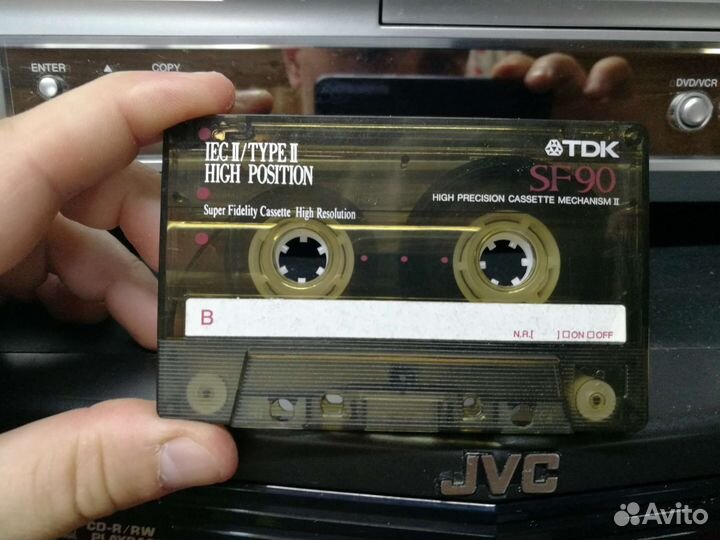 ENTER ▲ COPY
DVD/VCR
IEC II/TYPE II
HIGH POSITION
Super Fidelity Cassette High Resolution
TDK
SF90
HIGH PRECISION CASSETTE MECHANISM II
B
N.R.[ ] □ON □OFF
JVC
CD-R/RW
Avito